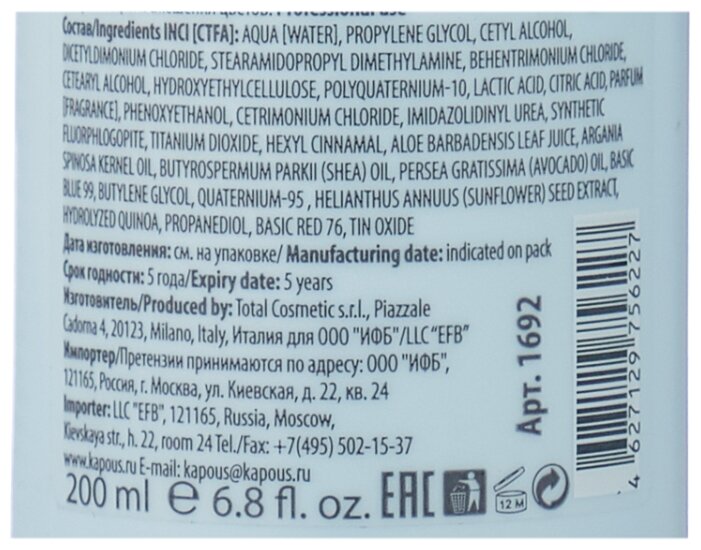 Professional use
Состав/Ingredients INCI [CTFA]: AQUA [WATER], PROPYLENE GLYCOL, CETYL ALCOHOL,
DICETYLDIMONIUM CHLORIDE, STEARAMIDOPROPYL DIMETHYLAMINE, BEHENTRIMONIUM CHLORIDE,
CETEARYL ALCOHOL, HYDROXYETHYLCELLULOSE, POLYQUATERNIUM-10, LACTIC ACID, CITRIC ACID, PARFUM
[FRAGRANCE], PHENOXYETHANOL, CETRIMONIUM CHLORIDE, IMIDAZOLIDINYL UREA, SYNTHETIC
FLUORPHLOGOPITE, TITANIUM DIOXIDE, HEXYL CINNAMAL, ALOE BARBADENSIS LEAF JUICE, ARGANIA
SPINOSA KERNEL OIL, BUTYROSPERMUM PARKII (SHEA) OIL, PERSEA GRATISSIMA (AVOCADO) OIL, BASIC
BLUE 99, BUTYLENE GLYCOL, QUATERNIUM-95 , HELIANTHUS ANNUUS (SUNFLOWER) SEED EXTRACT,
HYDROLYZED QUINOA, PROPANEDIOL, BASIC RED 76, TIN OXIDE
Дата изготовления: см. на упаковке/ Manufacturing date: indicated on pack
Срок годности: 5 года/Expiry date: 5 years
Изготовитель/Produced by: Total Cosmetic s.r.l., Piazzale
Cadorna 4, 20123, Milano, Italy, Италия для ООО "ИФБ"/LLC "EFB"
Импортер/Претензии принимаются по адресу: ООО "ИФБ",
121165, Россия, г. Москва, ул. Киевская, д. 22, кв. 24
Importer: LLC "EFB", 121165, Russia, Moscow,
Kievskaya str., h. 22, room 24 Tel./Fax: +7(495) 502-15-37
www.kapous.ru E-mail: kapous@kapous.ru
200 ml e 6.8 fl. oz. EAC
12 M
Арт. 1692
4 627129 756227